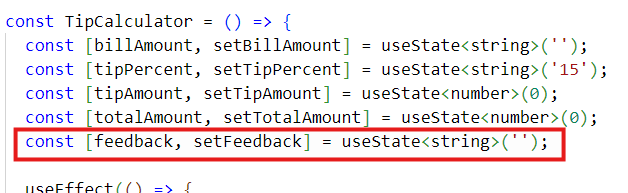 const TipCalculator = () => {
const [billAmount, setBillAmount] = useState<string>('');
const [tipPercent, setTipPercent] = useState<string>('15');
const [tipAmount, setTipAmount] = useState<number>(0);
const [totalAmount, setTotalAmount] = useState<number>(0);
const [feedback, setFeedback] = useState<string>('');
useEffect(() => {